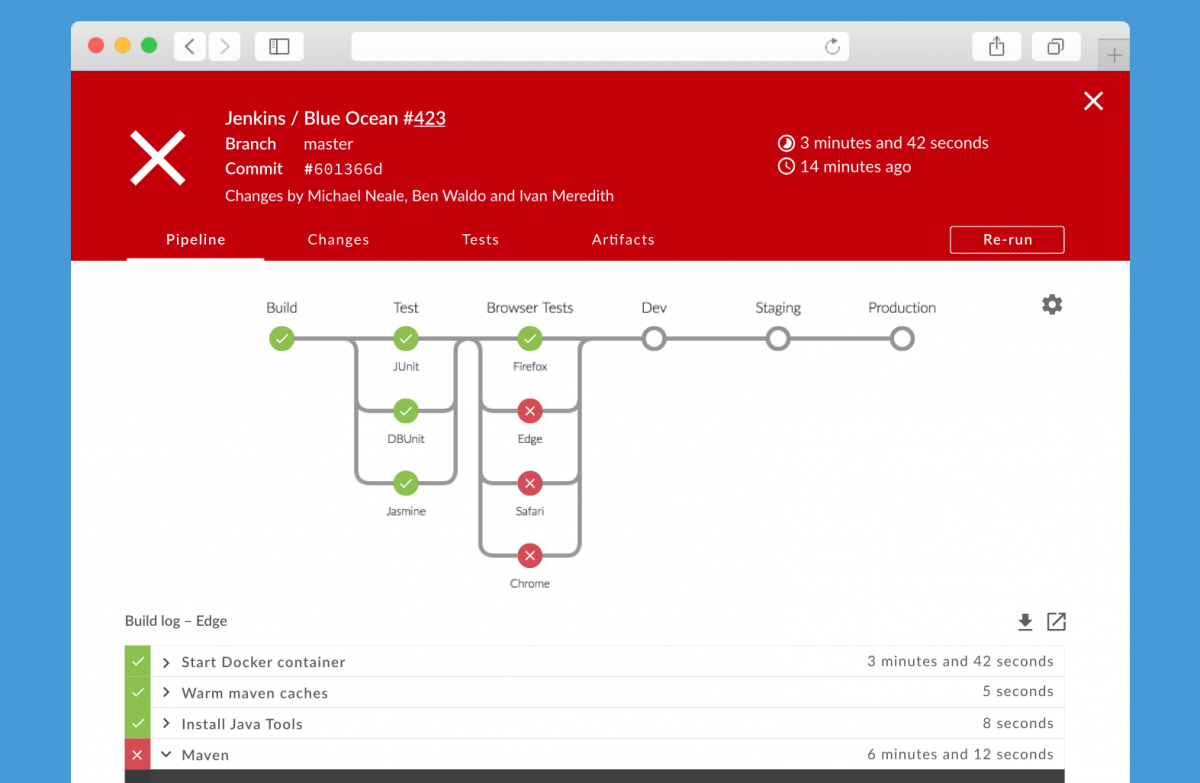 Jenkins / Blue Ocean #423
Branch master
Commit #601366d
Changes by Michael Neale, Ben Waldo and Ivan Meredith
3 minutes and 42 seconds
14 minutes ago
Pipeline Changes Tests Artifacts Re-run
Build Test Browser Tests Dev Staging Production
JUnit Firefox
DBUnit Edge
Jasmine Safari
Chrome
Build log – Edge
Start Docker container 3 minutes and 42 seconds
Warm maven caches 5 seconds
Install Java Tools 8 seconds
Maven 6 minutes and 12 seconds